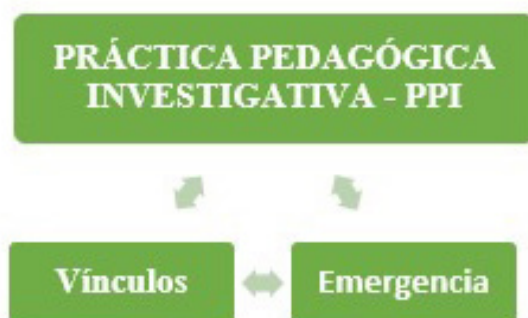 PRÁCTICA PEDAGÓGICA
INVESTIGATIVA - PPI
Vínculos
Emergencia